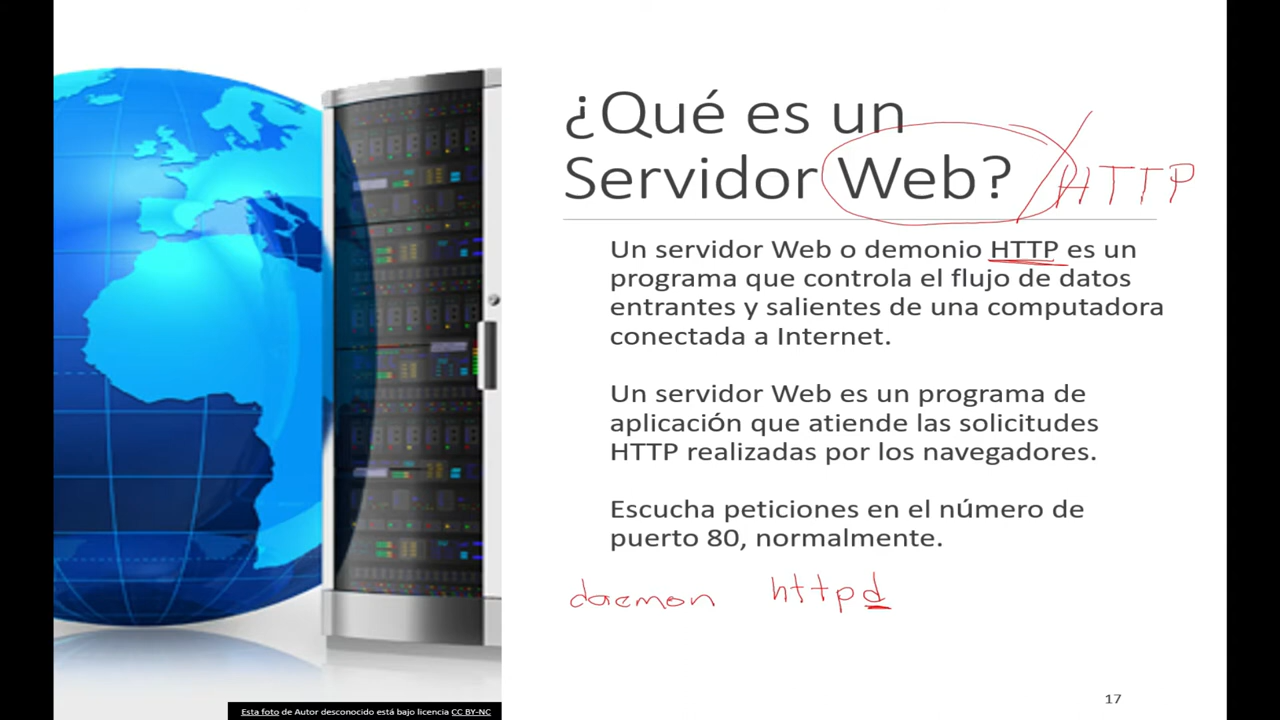 ¿Qué es un
Servidor Web? /HTTP
Un servidor Web o demonio HTTP es un
programa que controla el flujo de datos
entrantes y salientes de una computadora
conectada a Internet.
Un servidor Web es un programa de
aplicación que atiende las solicitudes
HTTP realizadas por los navegadores.
Escucha peticiones en el número de
puerto 80, normalmente.
daemon httpd
17
Esta foto de Autor desconocido está bajo licencia CC BY-NC